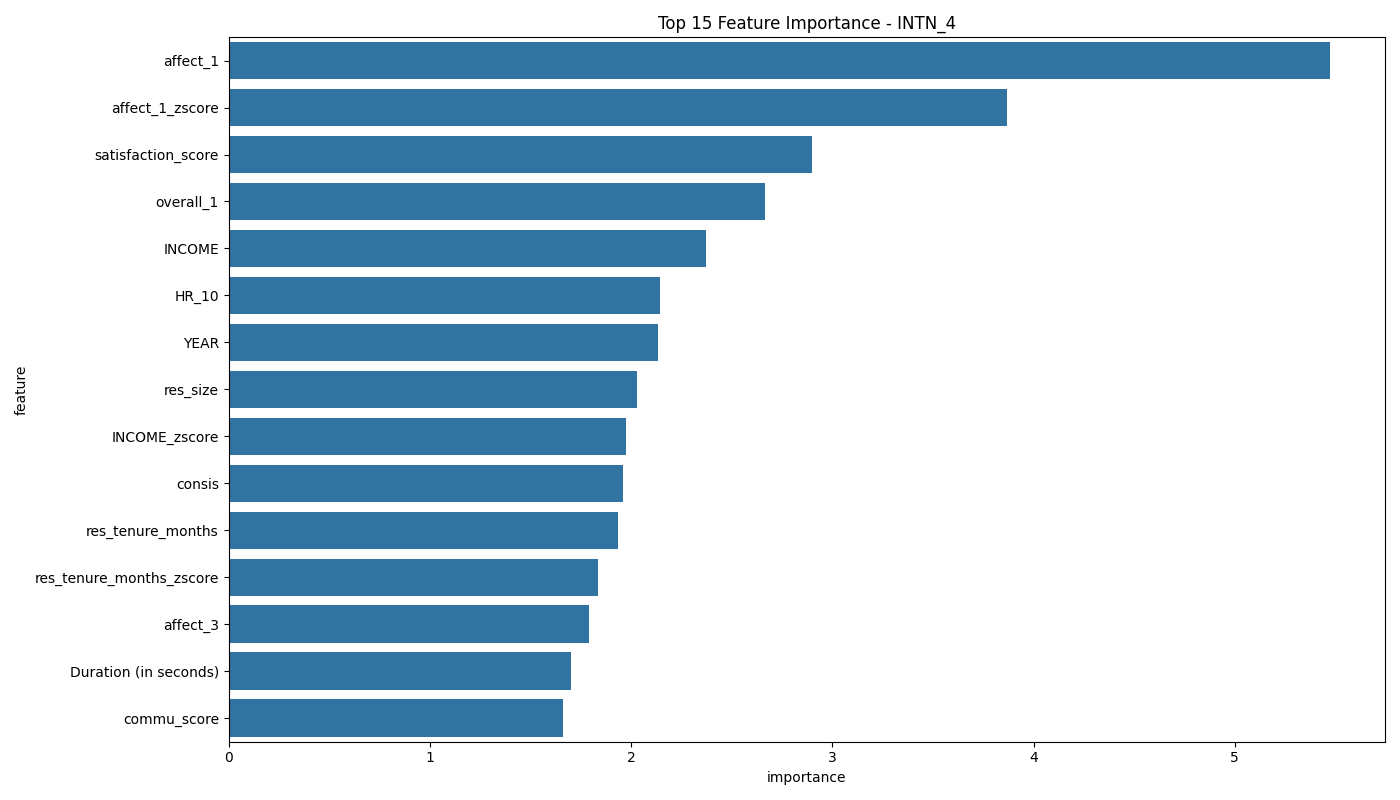 Top 15 Feature Importance - INTN_4
affect_1
affect_1_zscore
satisfaction_score
overall_1
INCOME
HR_10
YEAR
res_size
INCOME_zscore
consis
res_tenure_months
res_tenure_months_zscore
affect_3
Duration (in seconds)
commu_score
feature
0 1 2 3 4 5
importance